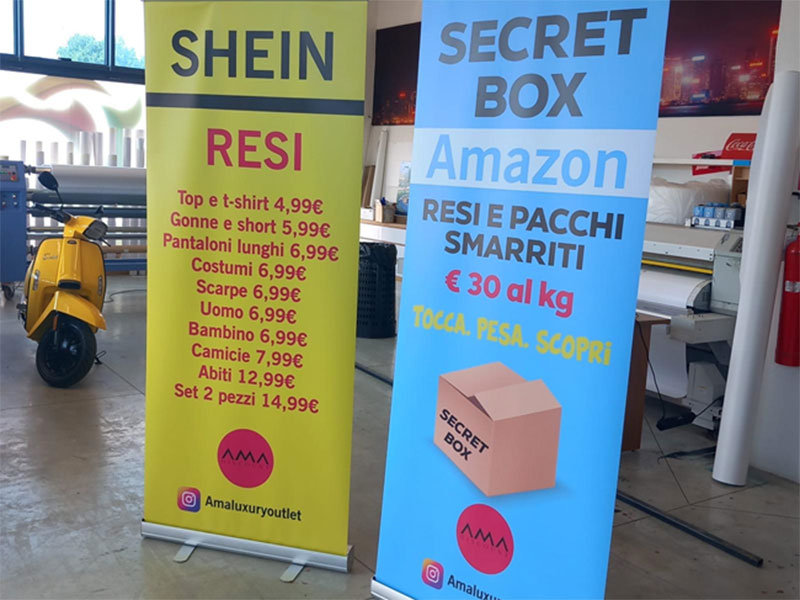 SHEIN
RESI
Top e t-shirt 4,99€
Gonne e short 5,99€
Pantaloni lunghi 6,99€
Costumi 6,99€
Scarpe 6,99€
Uomo 6,99€
Bambino 6,99€
Camicie 7,99€
Abiti 12,99€
Set 2 pezzi 14,99€
AMA
Amaluxuryoutlet
SECRET
BOX
Amazon
RESI E PACCHI
SMARRITI
€ 30 al kg
TOCCA. PESA. SCOPRi
SECRET
BOX
AMA
Coca-Cola